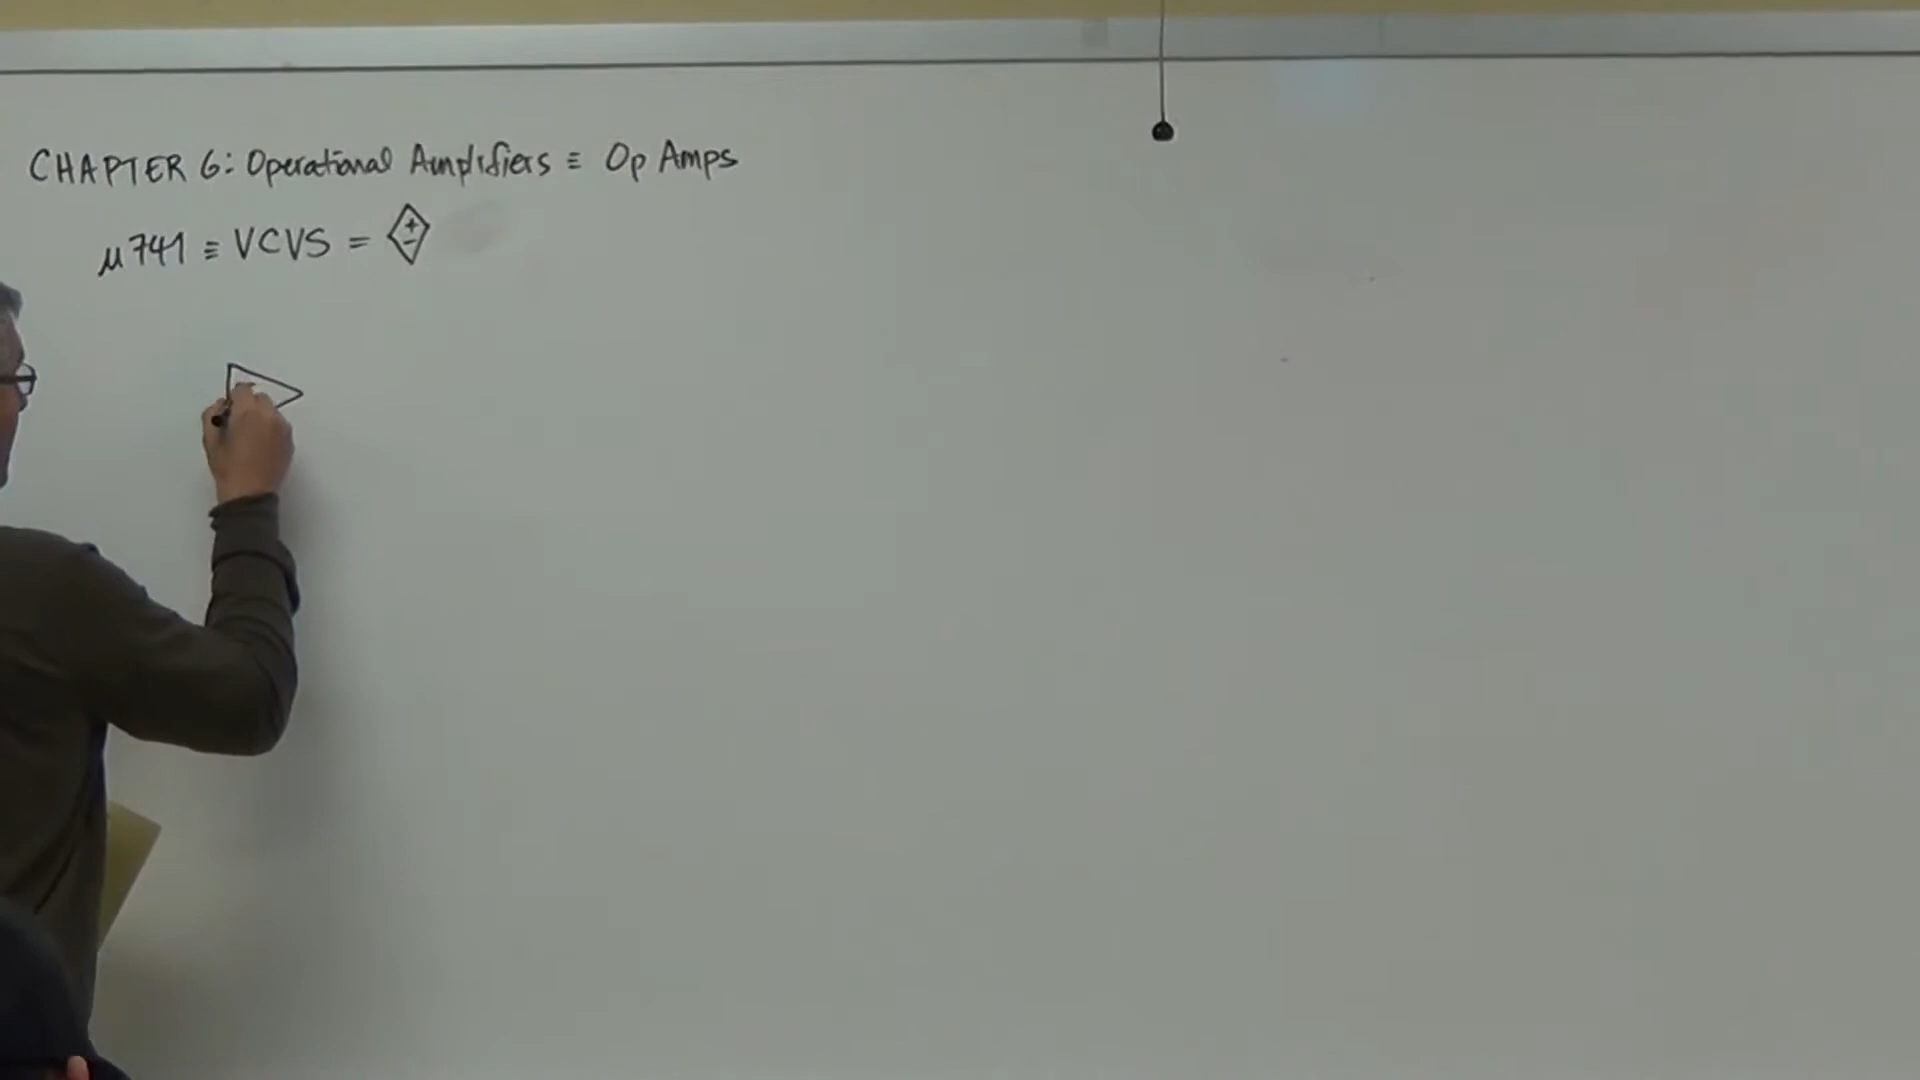 CHAPTER 6: Operational Amplifiers ≡ Op Amps
μ741 ≡ VCVS = + -